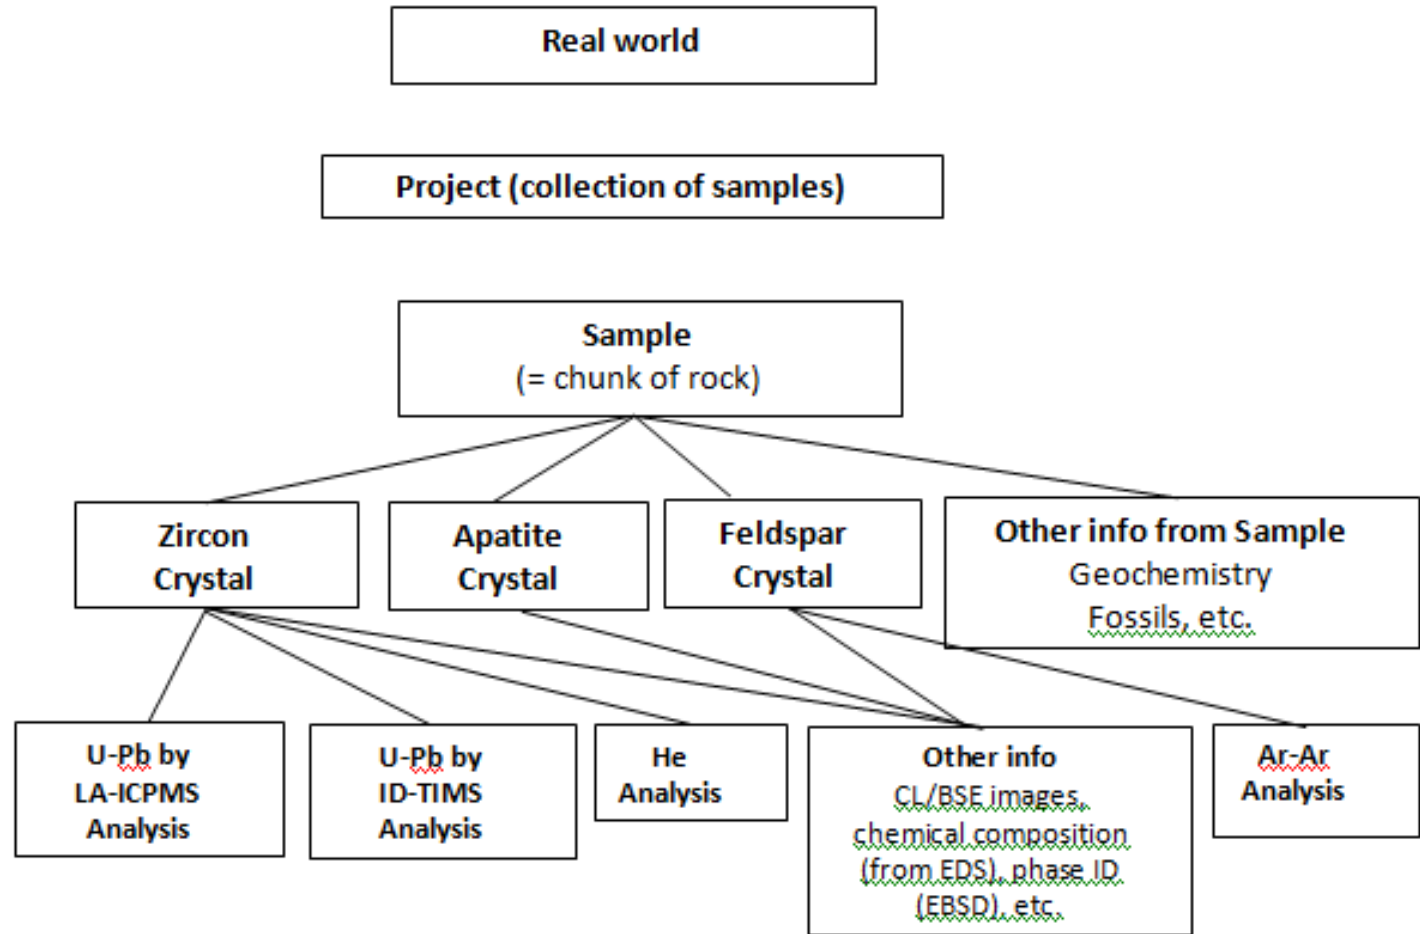 Real world
Project (collection of samples)
Sample
(= chunk of rock)
Zircon
Crystal
Apatite
Crystal
Feldspar
Crystal
Other info from Sample
Geochemistry
Fossils, etc.
U-Pb by
LA-ICPMS
Analysis
U-Pb by
ID-TIMS
Analysis
He
Analysis
Other info
CL/BSE images,
chemical composition
(from EDS), phase ID
(EBSD), etc.
Ar-Ar
Analysis